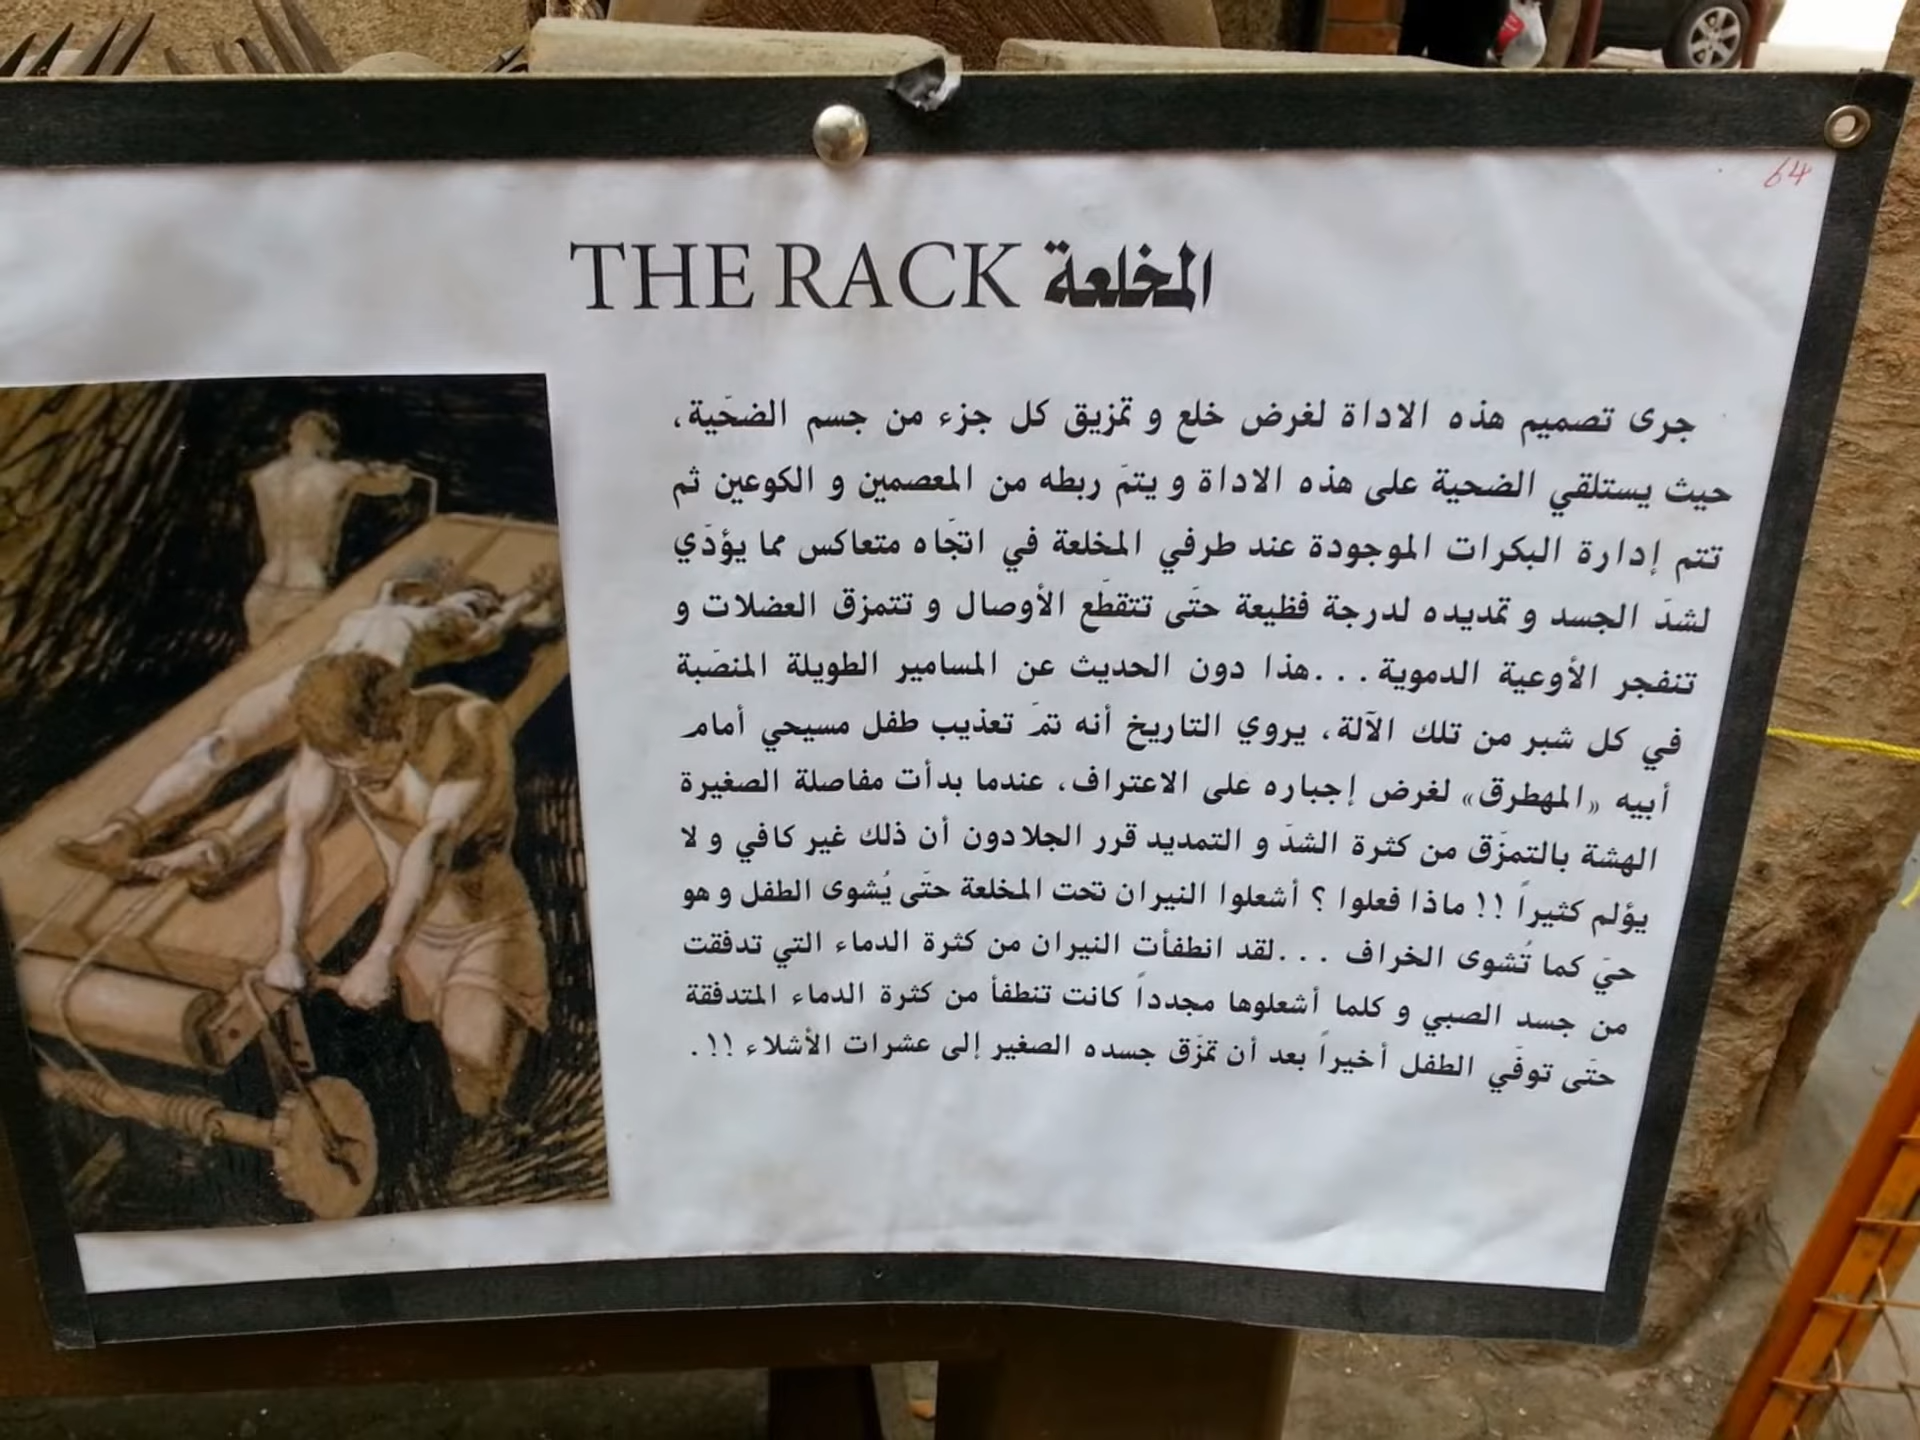 64
THE RACK المخلعة
جرى تصميم هذه الاداة لغرض خلع و تمزيق كل جزء من جسم الضحّية،
حيث يستلقي الضحية على هذه الاداة و يتمّ ربطه من المعصمين و الكوعين ثم
تتم إدارة البكرات الموجودة عند طرفي المخلعة في اتجّاه متعاكس مما يؤدّي
لشدّ الجسد و تمديده لدرجة فظيعة حتّى تتقطّع الأوصال و تتمزق العضلات و
تنفجر الأوعية الدموية...هذا دون الحديث عن المسامير الطويلة المنصّبة
في كل شبر من تلك الآلة، يروي التاريخ أنه تمّ تعذيب طفل مسيحي أمام
أبيه «المهطرق» لغرض إجباره على الاعتراف، عندما بدأت مفاصلة الصغيرة
الهشة بالتمزّق من كثرة الشدّ و التمديد قرر الجلادون أن ذلك غير كافي و لا
يؤلم كثيراً !! ماذا فعلوا ؟ أشعلوا النيران تحت المخلعة حتّى يُشوى الطفل و هو
حيّ كما تُشوى الخراف ...لقد انطفأت النيران من كثرة الدماء التي تدفقت
من جسد الصبي و كلما أشعلوها مجدداً كانت تنطفأ من كثرة الدماء المتدفقة
حتّى توفّي الطفل أخيراً بعد أن تمزّق جسده الصغير إلى عشرات الأشلاء !!.